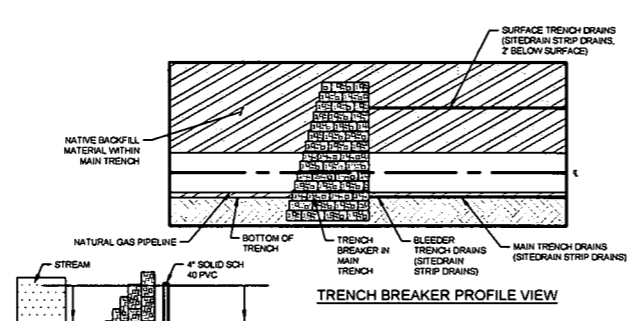 SURFACE TRENCH DRAINS
(SITEDRAIN STRIP DRAINS,
2' BELOW SURFACE)
NATIVE BACKFILL
MATERIAL WITHIN
MAIN TRENCH
℄
NATURAL GAS PIPELINE
BOTTOM OF
TRENCH
TRENCH
BREAKER IN
MAIN
TRENCH
BLEEDER
TRENCH DRAINS
(SITEDRAIN
STRIP DRAINS)
MAIN TRENCH DRAINS
(SITEDRAIN STRIP DRAINS)
STREAM
4" SOLID SCH
40 PVC
TRENCH BREAKER PROFILE VIEW